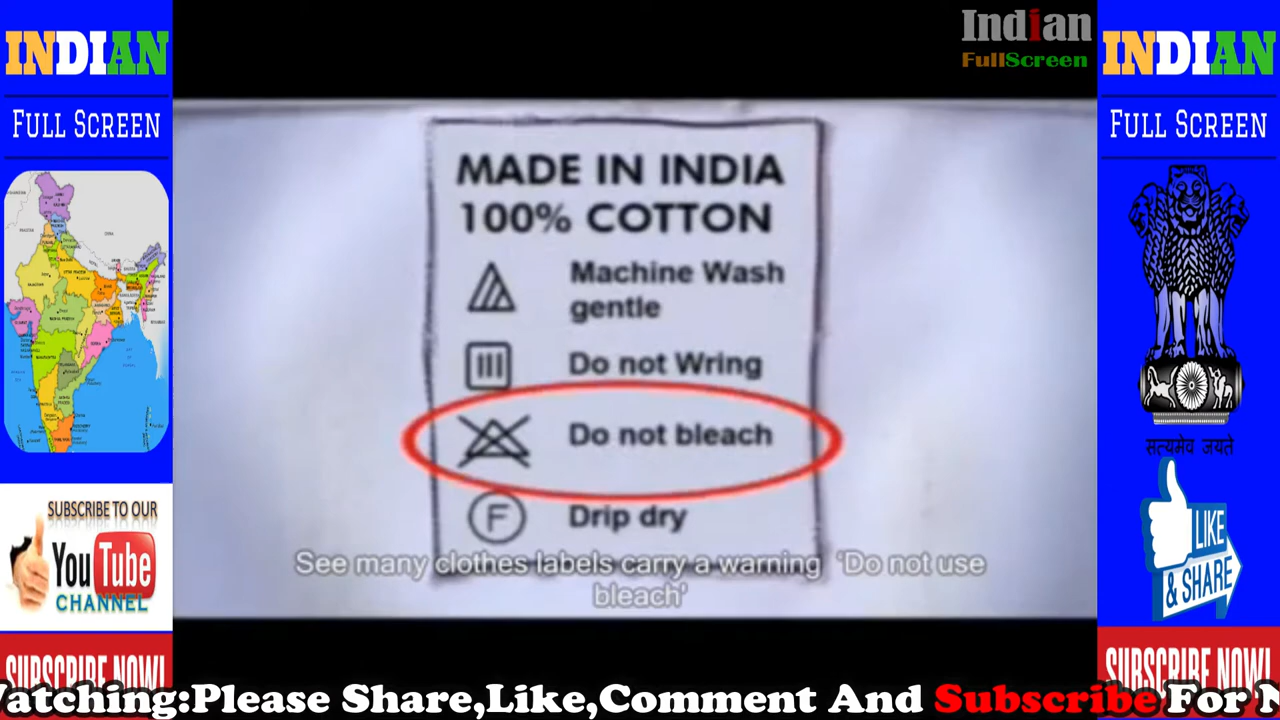 INDIAN
FULL SCREEN
SUBSCRIBE TO OUR
YouTube
CHANNEL
SUBSCRIBE NOW!
Indian
FullScreen
MADE IN INDIA
100% COTTON
Machine Wash
gentle
Do not Wring
Do not bleach
F
Drip dry
See many clothes labels carry a warning 'Do not use
bleach'
INDIAN
FULL SCREEN
सत्यमेव जयते
LIKE
& SHARE
SUBSCRIBE NOW!
Watching:Please Share,Like,Comment And Subscribe For